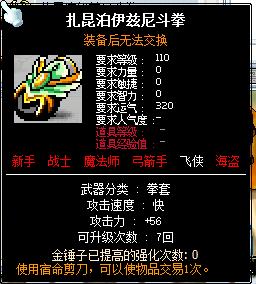 扎昆泊伊兹尼斗拳
装备后无法交换
要求等级: 110
要求力量: 0
要求敏捷: 0
要求智力: 0
要求运气: 320
要求人气度: -
道具等级: -
道具经验值: -
新手 战士 魔法师 弓箭手 飞侠 海盗
武器分类 : 拳套
攻击速度 : 快
攻击力 : +56
可升级次数 : 7回
金锤子已提高的强化次数: 0
使用宿命剪刀，可以使物品交易1次。